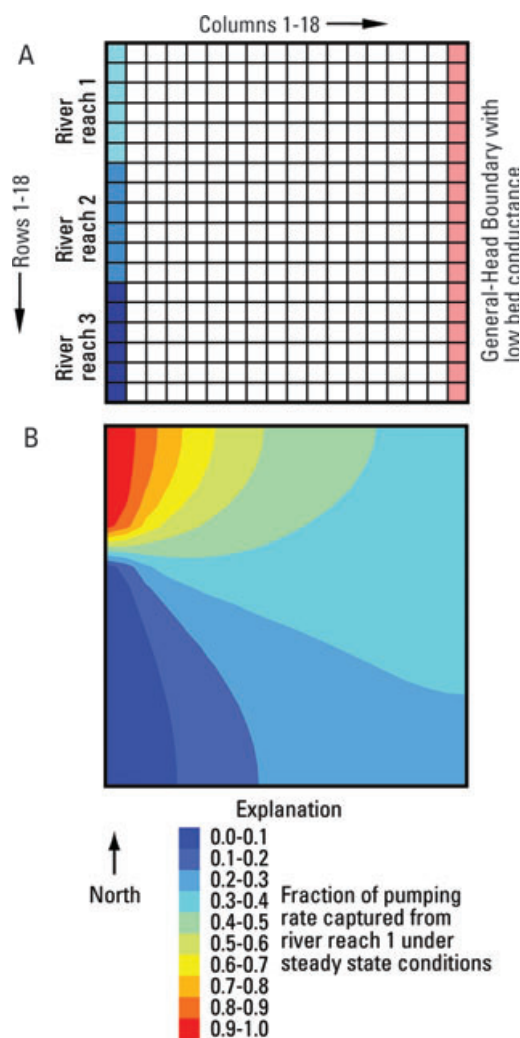 Columns 1-18
A
River
reach 1
River
reach 2
River
reach 3
Rows 1-18
General-Head Boundary with
low bed conductance
B
Explanation
North
0.0-0.1
0.1-0.2
0.2-0.3
0.3-0.4
0.4-0.5
0.5-0.6
0.6-0.7
0.7-0.8
0.8-0.9
0.9-1.0
Fraction of pumping
rate captured from
river reach 1 under
steady state conditions